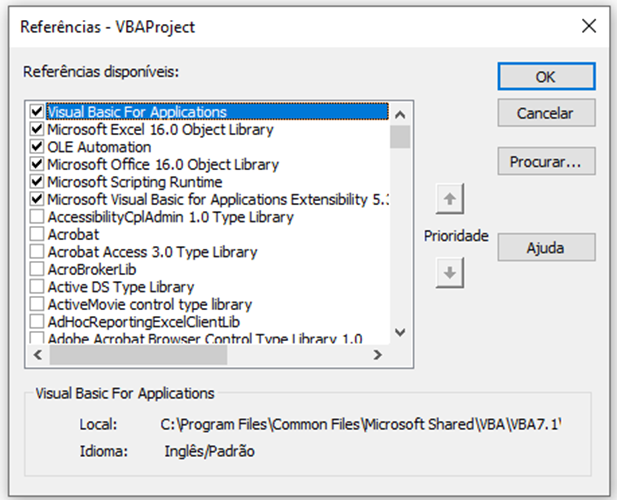 Referências - VBAProject
Referências disponíveis:
OK
Visual Basic For Applications
Microsoft Excel 16.0 Object Library
Cancelar
OLE Automation
Microsoft Office 16.0 Object Library
Procurar...
Microsoft Scripting Runtime
Microsoft Visual Basic for Applications Extensibility 5.3
AccessibilityCplAdmin 1.0 Type Library
Acrobat
Prioridade
Acrobat Access 3.0 Type Library
Ajuda
AcroBrokerLib
Active DS Type Library
ActiveMovie control type library
AdHocReportingExcelClientLib
Adobe Acrobat Browser Control Type Library 1.0
Visual Basic For Applications
Local: C:\Program Files\Common Files\Microsoft Shared\VBA\VBA7.1\
Idioma: Inglês/Padrão